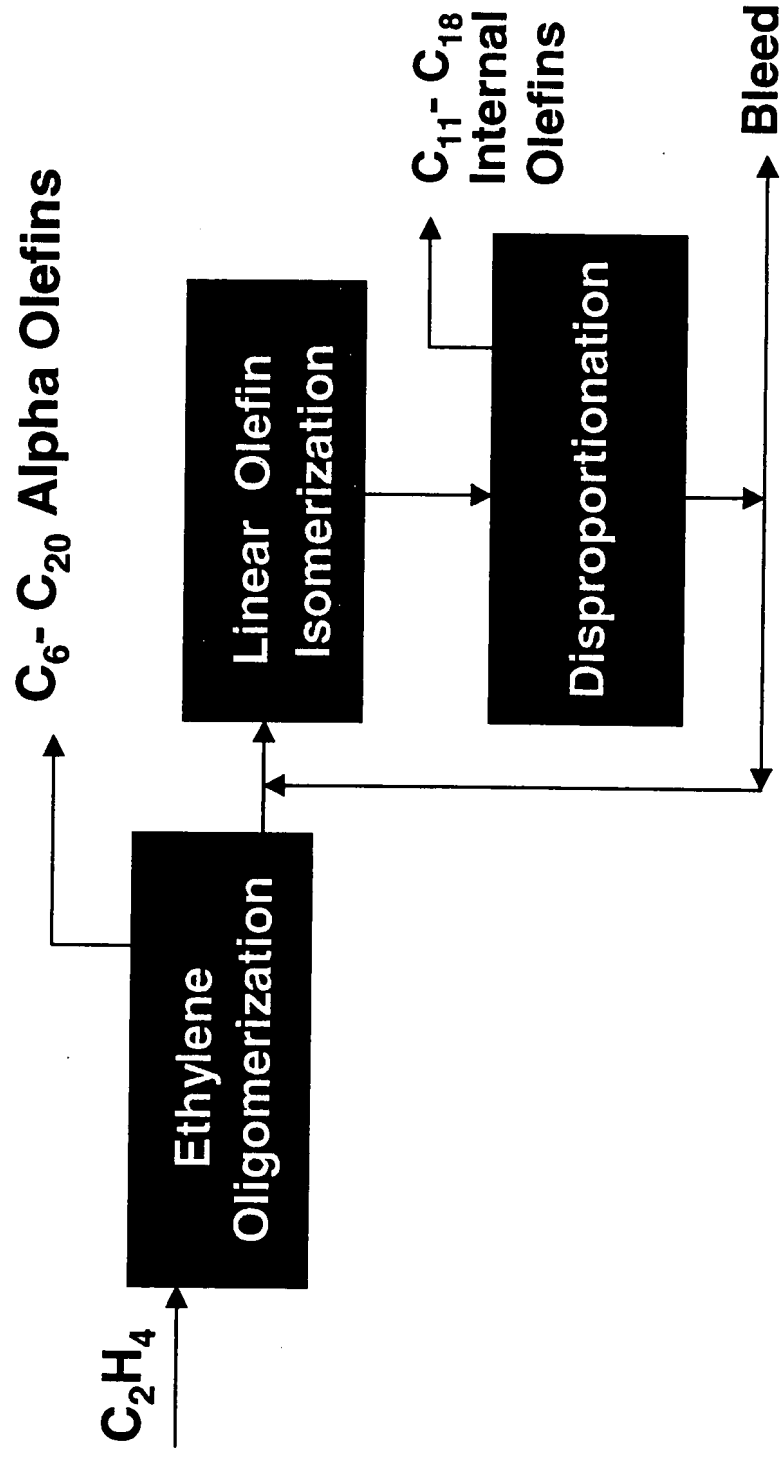 C₂H₄
Ethylene
Oligomerization
C₆- C₂₀ Alpha Olefins
Linear Olefin
Isomerization
Disproportionation
C₁₁- C₁₈
Internal
Olefins
Bleed